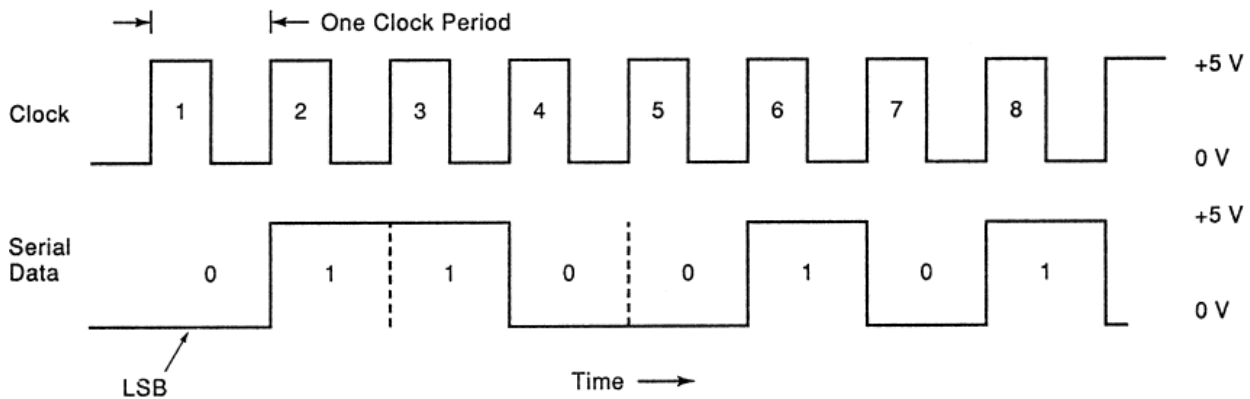 One Clock Period
+5 V
Clock
1 2 3 4 5 6 7 8
0 V
+5 V
Serial
Data
0 1 1 0 0 1 0 1
0 V
LSB
Time